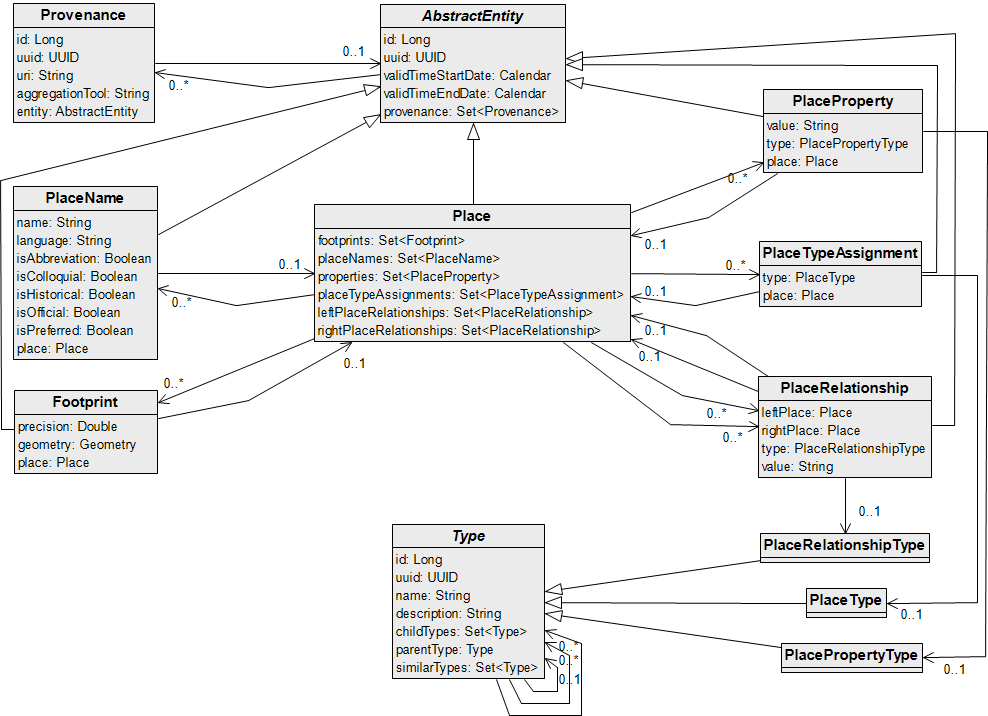 Provenance
id: Long
uuid: UUID
uri: String
aggregationTool: String
entity: AbstractEntity
AbstractEntity
id: Long
uuid: UUID
validTimeStartDate: Calendar
validTimeEndDate: Calendar
provenance: Set<Provenance>
0..1
0..*
PlaceProperty
value: String
type: PlacePropertyType
place: Place
PlaceName
name: String
language: String
isAbbreviation: Boolean
isColloquial: Boolean
isHistorical: Boolean
isOfficial: Boolean
isPreferred: Boolean
place: Place
Place
footprints: Set<Footprint>
placeNames: Set<PlaceName>
properties: Set<PlaceProperty>
placeTypeAssignments: Set<PlaceTypeAssignment>
leftPlaceRelationships: Set<PlaceRelationship>
rightPlaceRelationships: Set<PlaceRelationship>
0..*
0..1
PlaceTypeAssignment
type: PlaceType
place: Place
0..1
0..*
0..*
0..1
0..1
0..1
0..*
0..1
Footprint
precision: Double
geometry: Geometry
place: Place
PlaceRelationship
leftPlace: Place
rightPlace: Place
type: PlaceRelationshipType
value: String
0..*
0..*
0..1
Type
id: Long
uuid: UUID
name: String
description: String
childTypes: Set<Type>
parentType: Type
similarTypes: Set<Type>
0..*
0..*
0..1
PlaceRelationshipType
PlaceType
0..1
PlacePropertyType
0..1